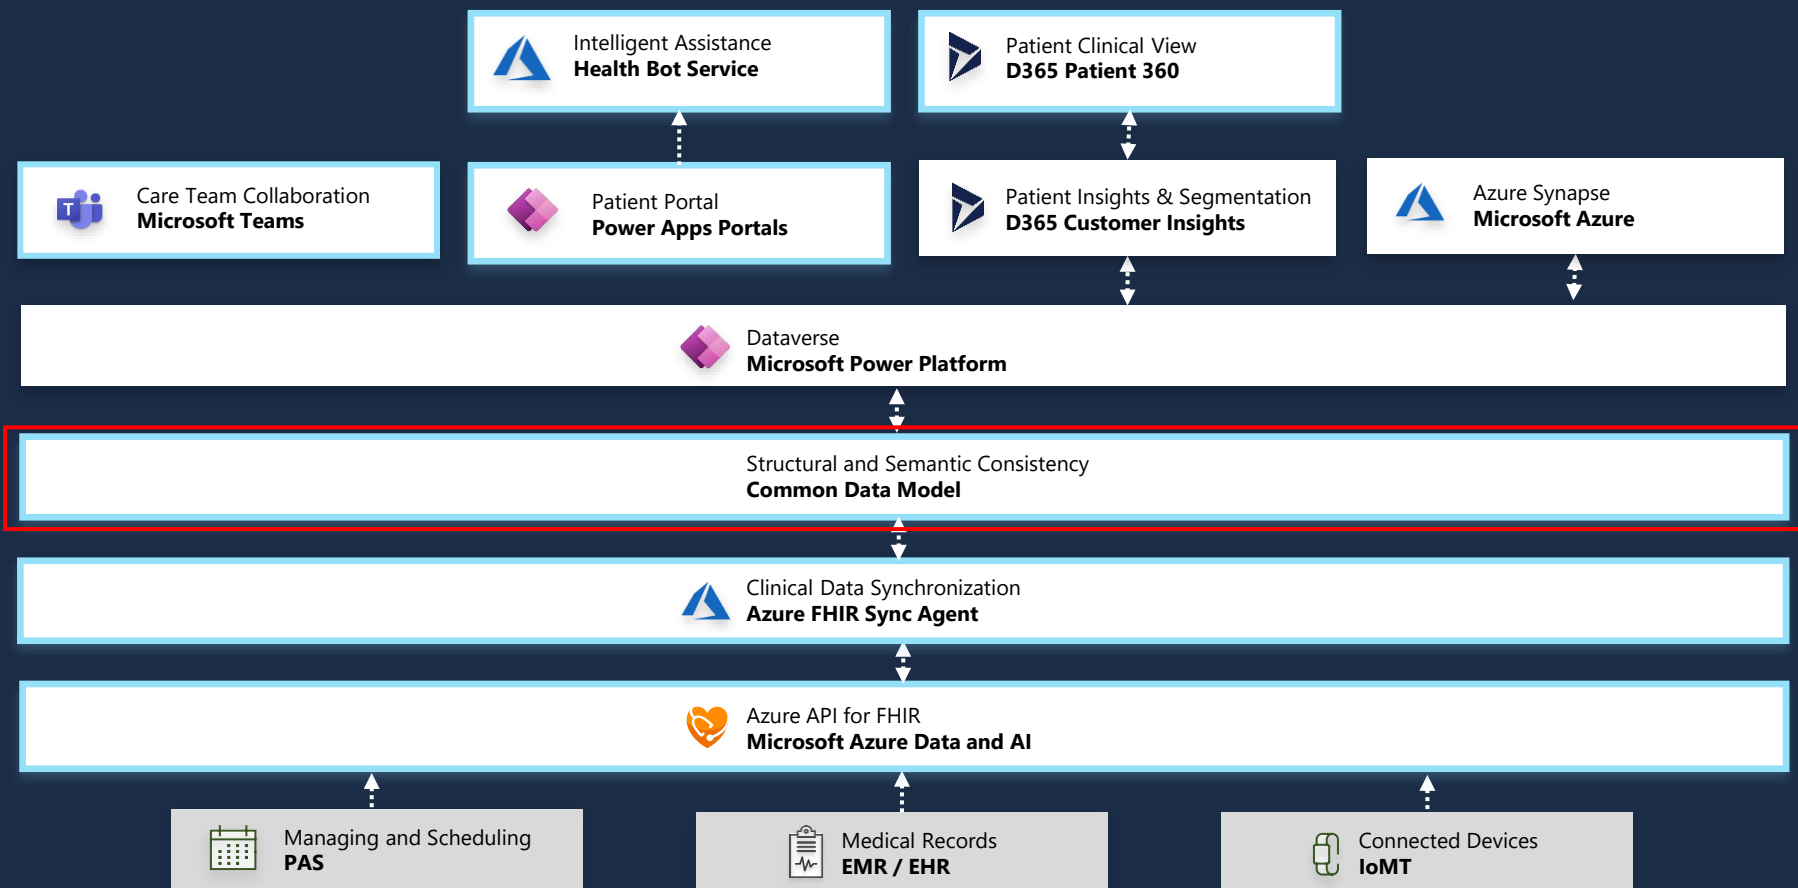 Intelligent Assistance
Health Bot Service
Patient Clinical View
D365 Patient 360
T
Care Team Collaboration
Microsoft Teams
Patient Portal
Power Apps Portals
Patient Insights & Segmentation
D365 Customer Insights
Azure Synapse
Microsoft Azure
Dataverse
Microsoft Power Platform
Structural and Semantic Consistency
Common Data Model
Clinical Data Synchronization
Azure FHIR Sync Agent
Azure API for FHIR
Microsoft Azure Data and AI
Managing and Scheduling
PAS
Medical Records
EMR / EHR
Connected Devices
IoMT